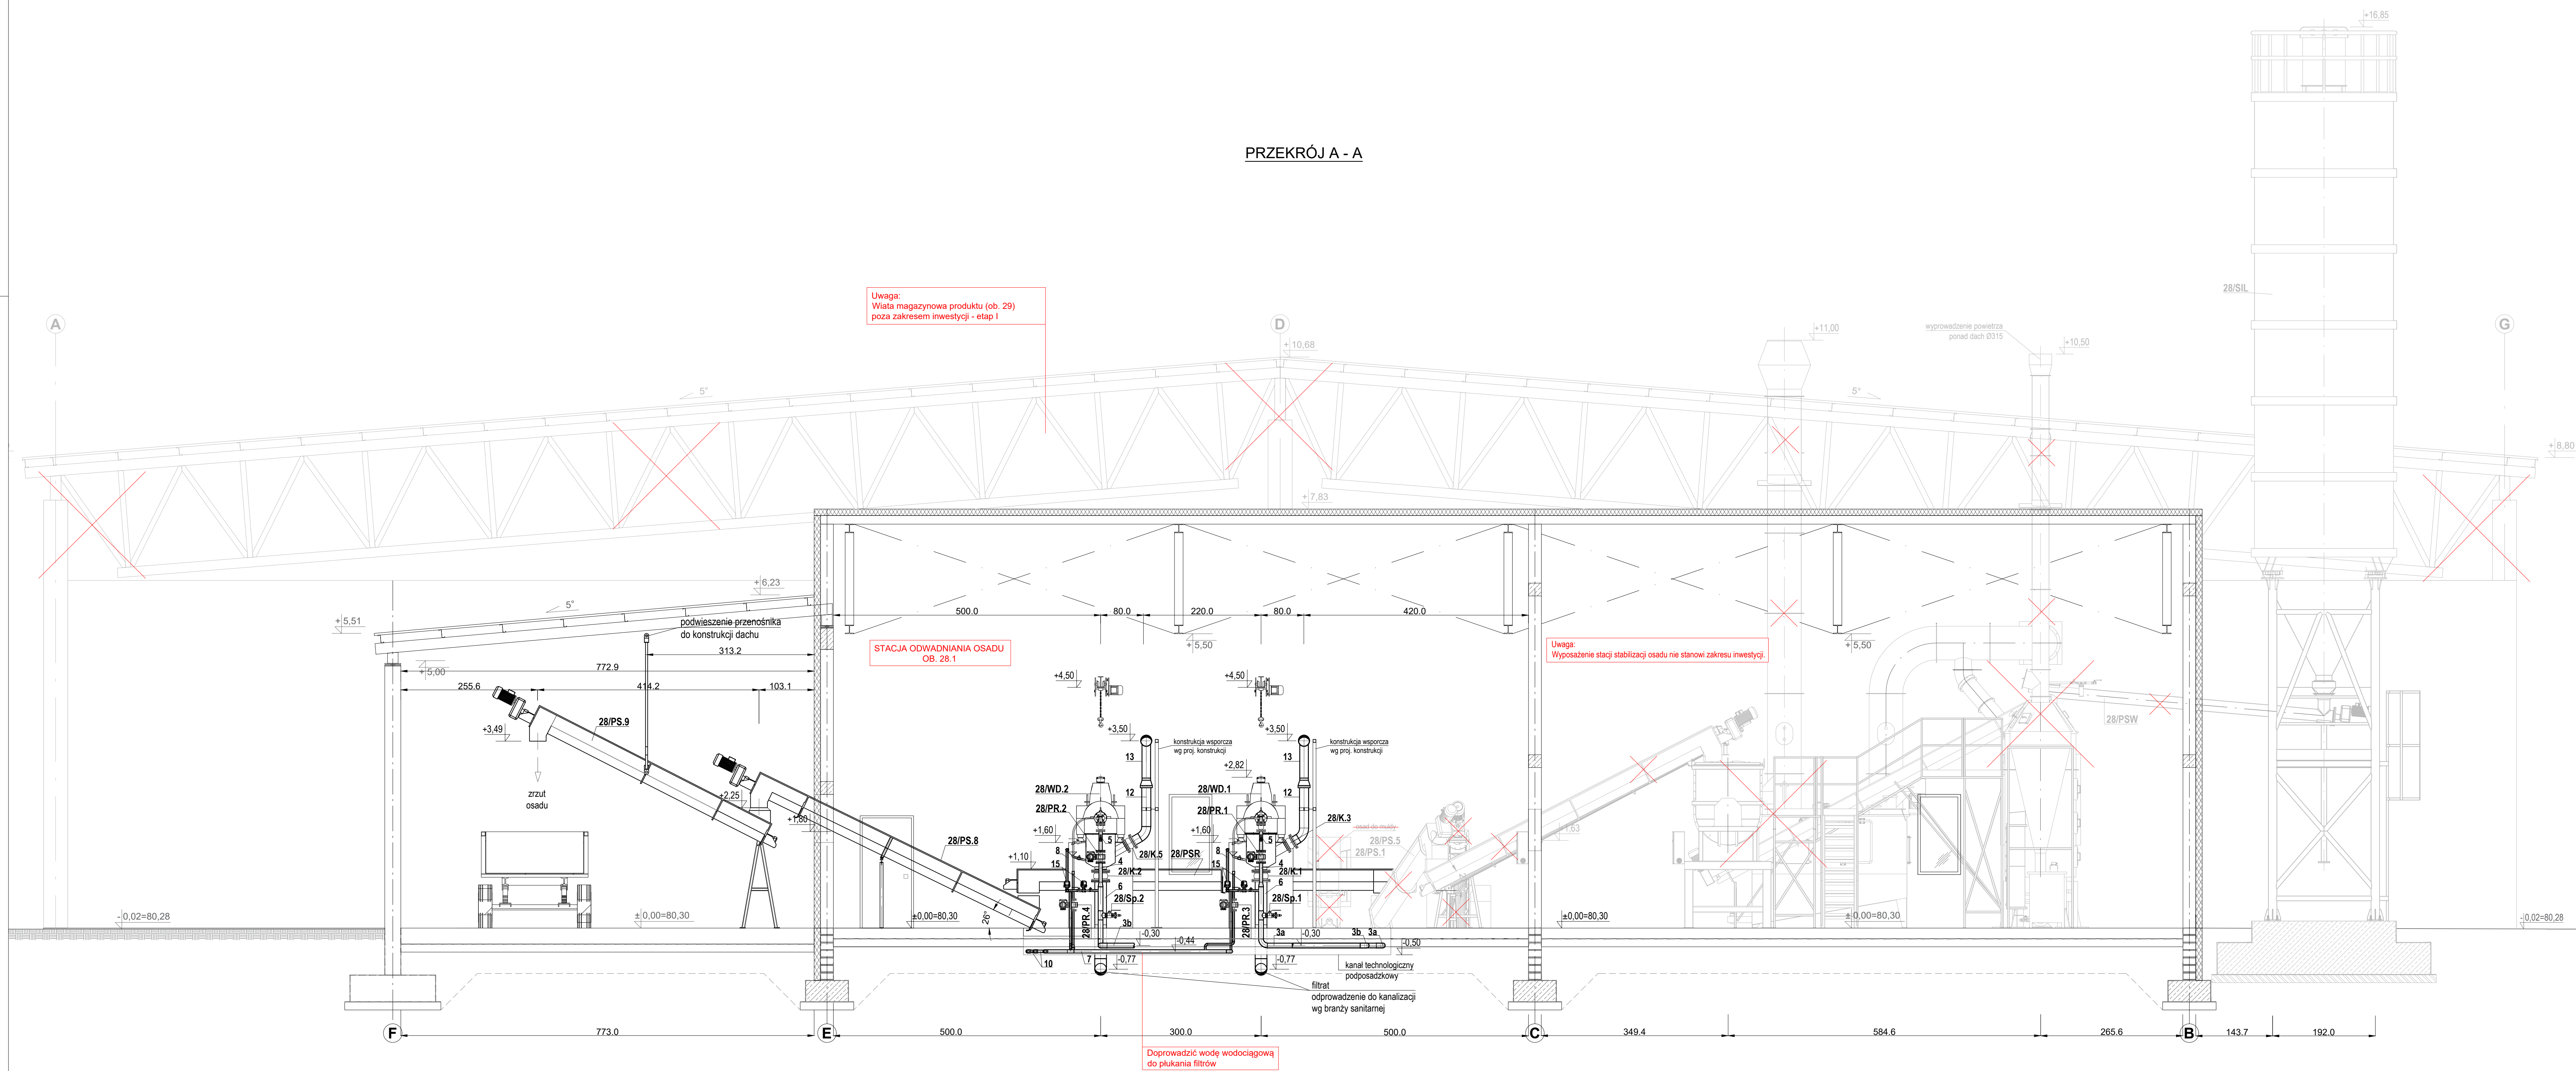 +16,85
PRZEKRÓJ A - A
28/SIL
Uwaga:
Wiata magazynowa produktu (ob. 29)
poza zakresem inwestycji - etap I
A
D
G
+ 10,68
+11,00
wyprowadzenie powietrza
ponad dach Ø315
+10,50
5°
5°
+ 8,80
+ 7,83
+ 6,23
5°
+ 5,51
podwieszenie przenośnika
do konstrukcji dachu
500.0
80.0
220.0
80.0
420.0
STACJA ODWADNIANIA OSADU
OB. 28.1
+ 5,50
Uwaga:
Wyposażenie stacji stabilizacji osadu nie stanowi zakresu inwestycji.
+ 5,50
313.2
772.9
+ 5,00
255.6
414.2
103.1
+4,50
+4,50
28/PS.9
+3,49
+3,50
+3,50
konstrukcja wsporcza
wg proj. konstrukcji
konstrukcja wsporcza
wg proj. konstrukcji
28/PSW
13
13
+2,82
zrzut
osadu
+2,25
28/WD.2
12
28/WD.1
12
28/PR.2
28/PR.1
+1,80
28/K.3
+1,60
+1,60
osad do muldy
1,63
28/PS.8
5
5
28/PS.5
28/PS.1
8
28/K.5
28/PSR
8
+1,10
15
4
15
4
28/K.2
28/K.1
6
6
28/Sp.2
28/Sp.1
28/PR.4
28/PR.3
26°
- 0,02=80,28
± 0,00=80,30
±0,00=80,30
±0,00=80,30
± 0,00=80,30
- 0,02=80,28
3b
3a
3b
3a
-0,30
-0,30
-0,44
-0,50
10
7
-0,77
-0,77
kanał technologiczny
podposadzkowy
filtrat
odprowadzenie do kanalizacji
wg branży sanitarnej
F
773.0
E
500.0
300.0
500.0
C
349.4
584.6
265.6
B
143.7
192.0
Doprowadzić wodę wodociągową
do płukania filtrów